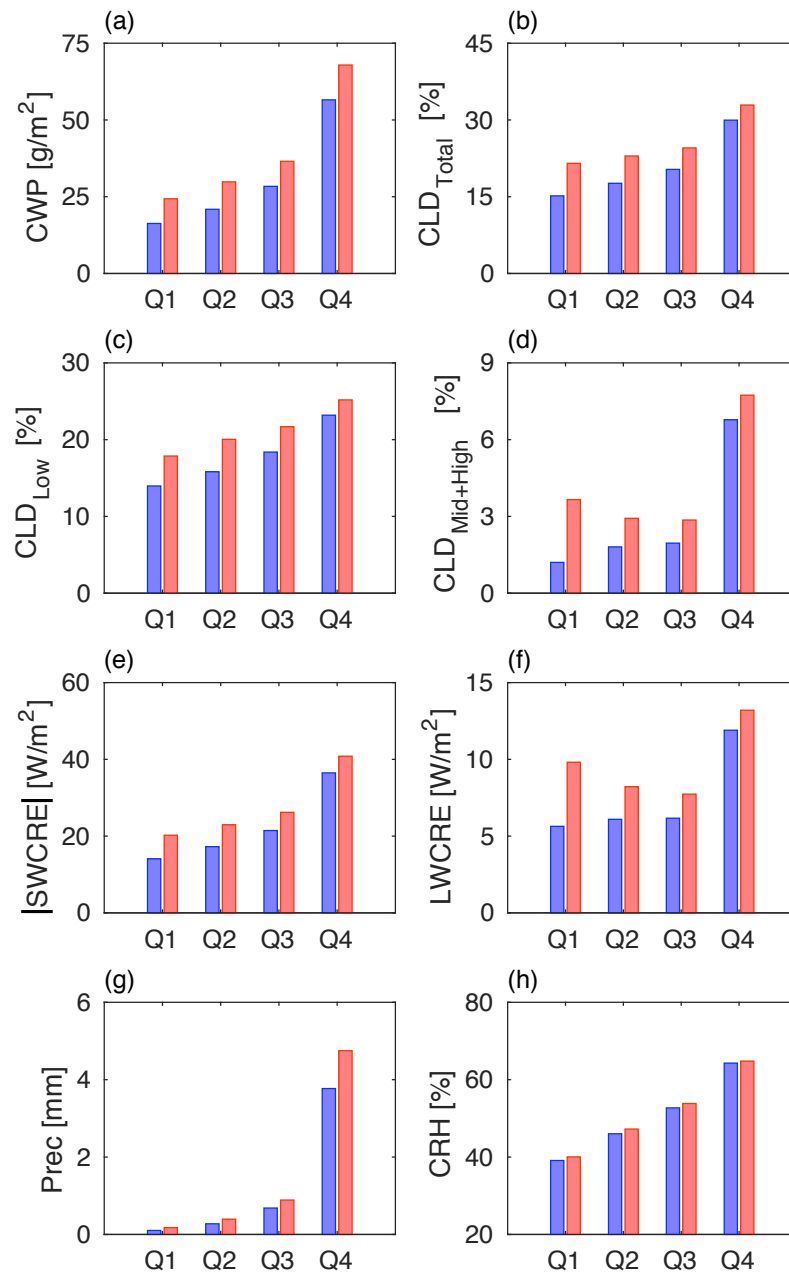 (a)
CWP [g/m²]
75
50
25
0
Q1 Q2 Q3 Q4
(b)
CLD_Total [%]
45
30
15
0
Q1 Q2 Q3 Q4
(c)
CLD_Low [%]
30
20
10
0
Q1 Q2 Q3 Q4
(d)
CLD_Mid+High [%]
9
6
3
0
Q1 Q2 Q3 Q4
(e)
|SWCRE| [W/m²]
60
40
20
0
Q1 Q2 Q3 Q4
(f)
LWCRE [W/m²]
15
10
5
0
Q1 Q2 Q3 Q4
(g)
Prec [mm]
6
4
2
0
Q1 Q2 Q3 Q4
(h)
CRH [%]
80
60
40
20
Q1 Q2 Q3 Q4